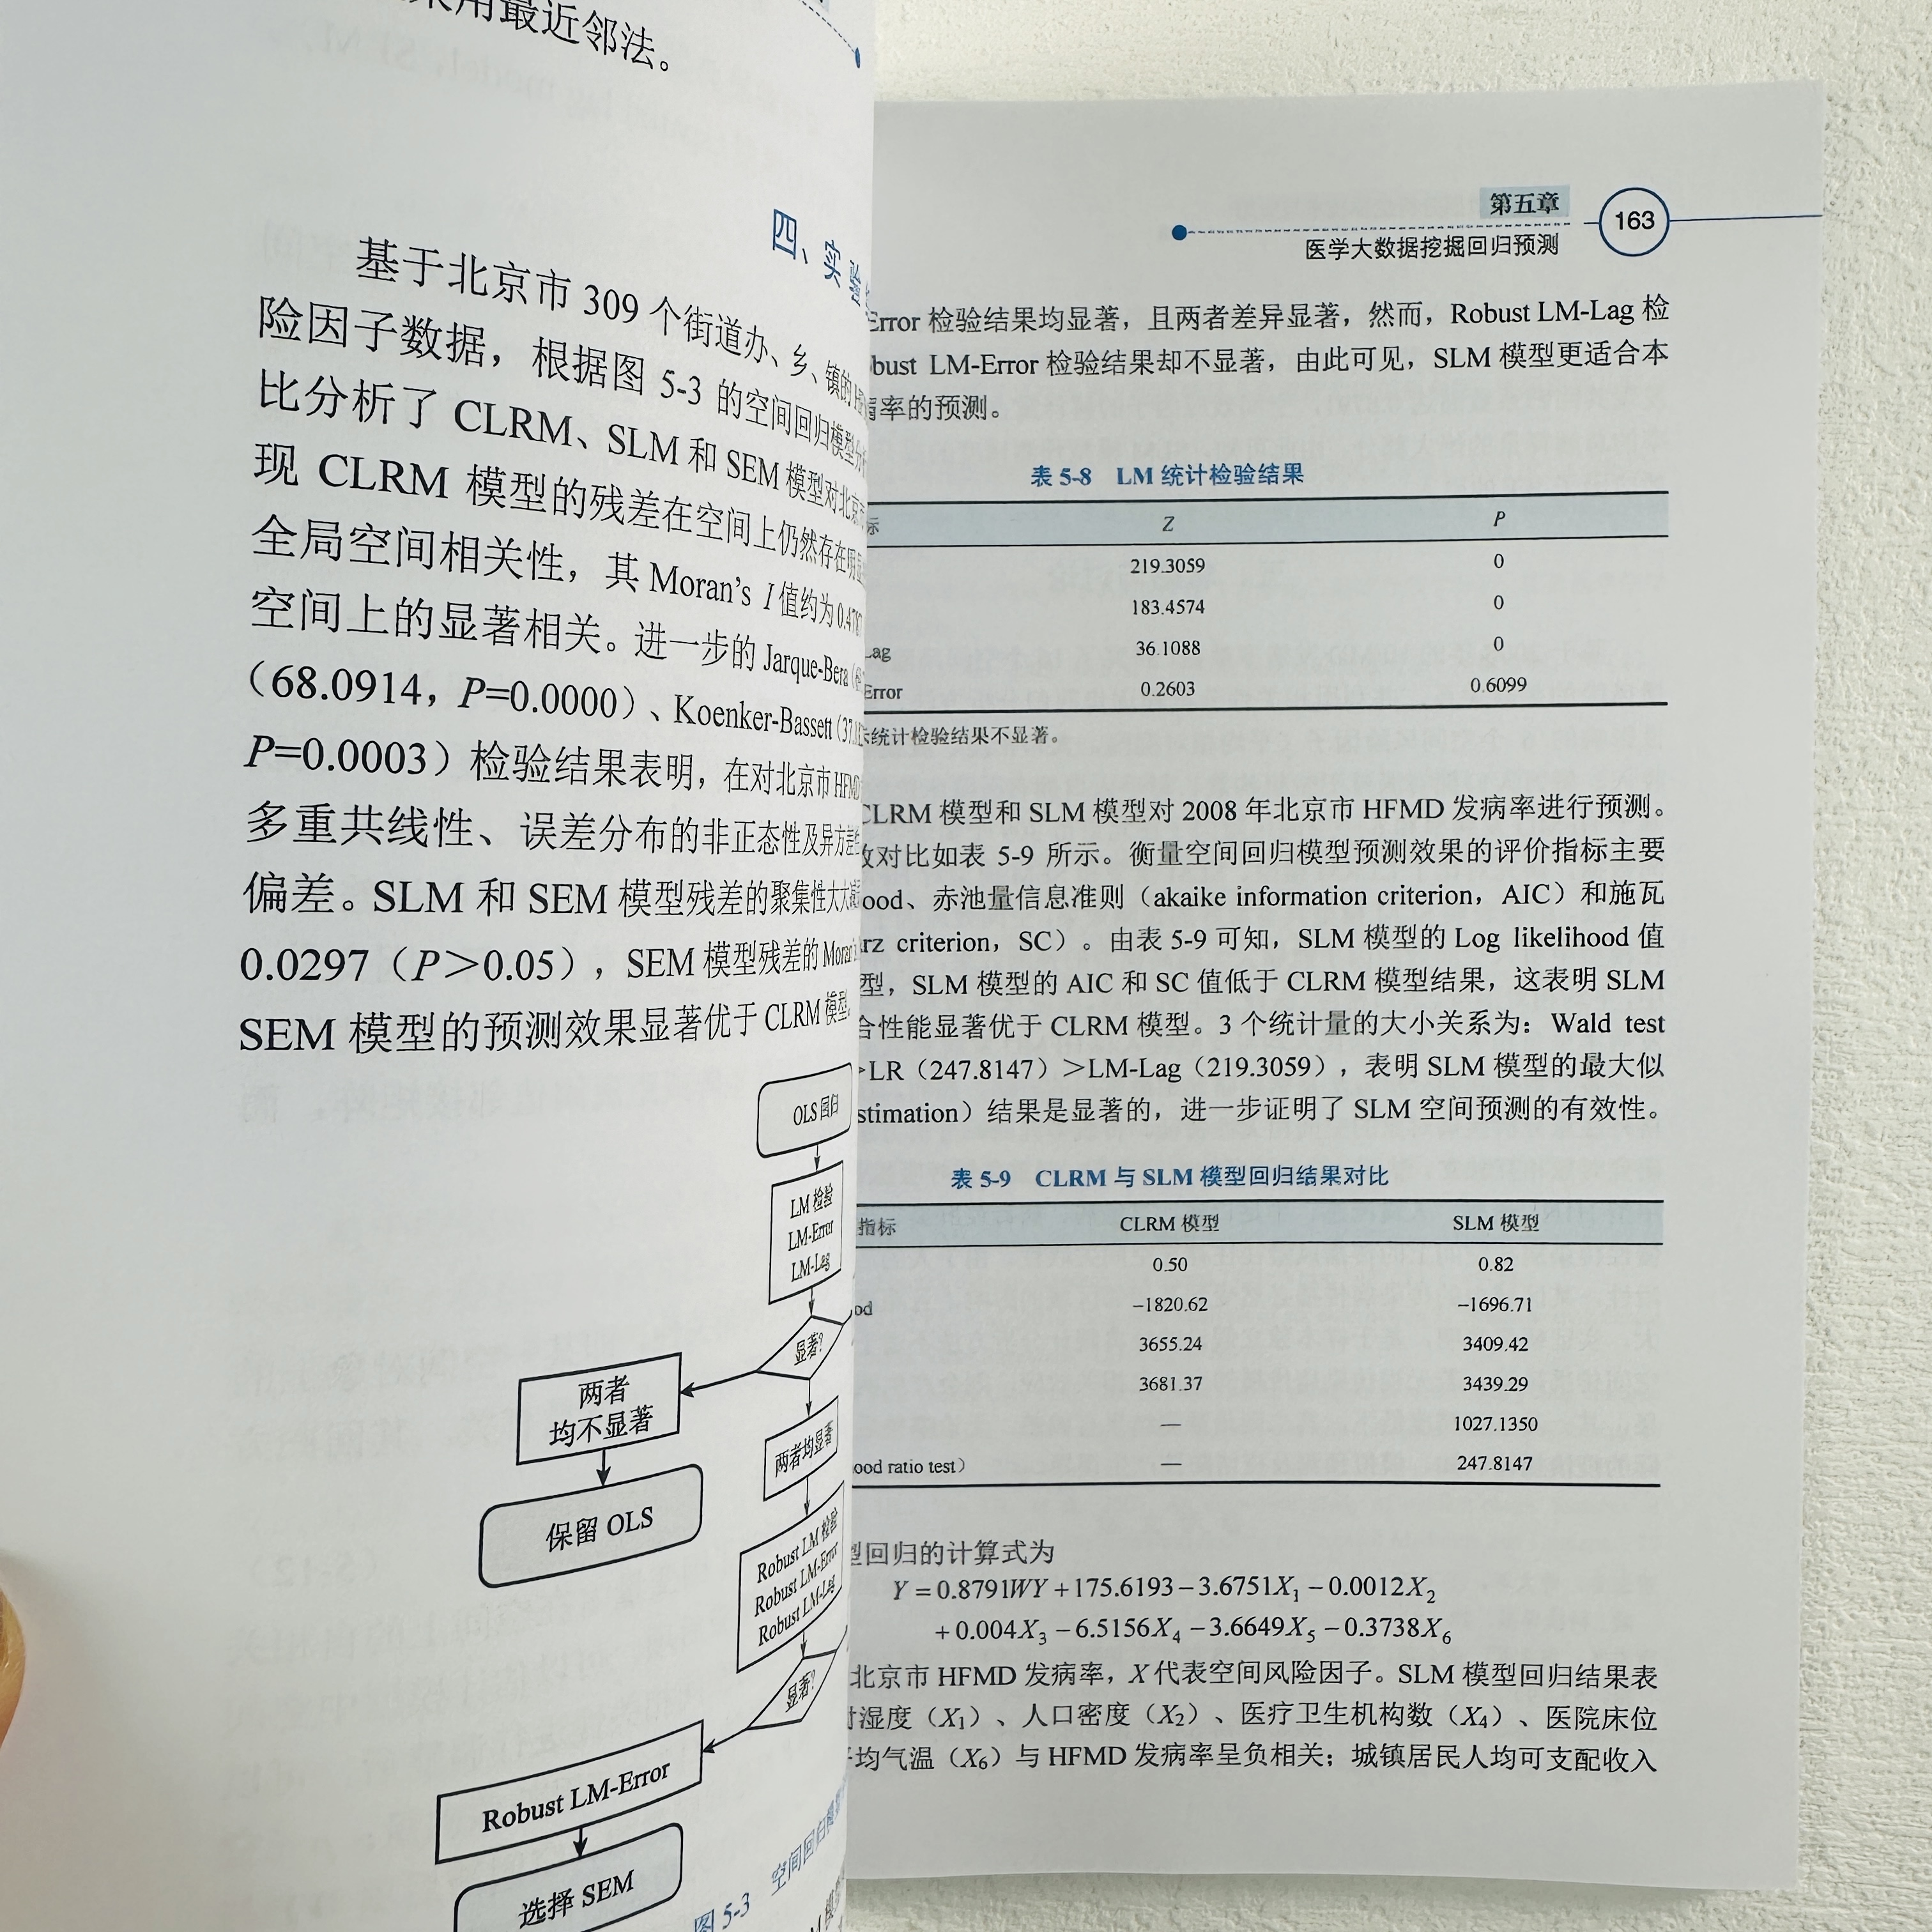 用最近邻法。
四、实验
基于北京市 309 个街道办、乡、镇的
险因子数据，根据图 5-3 的空间回归模型分析
比分析了 CLRM、SLM 和 SEM 模型对北京市
现 CLRM 模型的残差在空间上仍然存在明显
全局空间相关性，其 Moran's I 值约为 0.4787
空间上的显著相关。进一步的 Jarque-Bera
（68.0914，P=0.0000）、Koenker-Bassett（37.
P=0.0003）检验结果表明，在对北京市 HFMD
多重共线性、误差分布的非正态性及异方差性
偏差。SLM 和 SEM 模型残差的聚集性大大减
0.0297（P＞0.05），SEM 模型残差的 Moran's
SEM 模型的预测效果显著优于 CLRM 模型。
OLS 回归
LM 检验
LM-Error
LM-Lag
显著?
两者
均不显著
保留 OLS
两者均显著
Robust LM 检验
Robust LM-Error
Robust LM-Lag
显著?
Robust LM-Error
选择 SEM
图 5-3 空间回归模型
第五章
163
医学大数据挖掘回归预测
Error 检验结果均显著，且两者差异显著，然而，Robust LM-Lag 检
bust LM-Error 检验结果却不显著，由此可见，SLM 模型更适合本
病率的预测。
表 5-8 LM 统计检验结果
标 Z P
219.3059 0
183.4574 0
Lag 36.1088 0
Error 0.2603 0.6099
统计检验结果不显著。
CLRM 模型和 SLM 模型对 2008 年北京市 HFMD 发病率进行预测。
效对比如表 5-9 所示。衡量空间回归模型预测效果的评价指标主要
ood、赤池量信息准则（akaike information criterion，AIC）和施瓦
rz criterion，SC）。由表 5-9 可知，SLM 模型的 Log likelihood 值
型，SLM 模型的 AIC 和 SC 值低于 CLRM 模型结果，这表明 SLM
合性能显著优于 CLRM 模型。3 个统计量的大小关系为：Wald test
>LR（247.8147）＞LM-Lag（219.3059），表明 SLM 模型的最大似
stimation）结果是显著的，进一步证明了 SLM 空间预测的有效性。
表 5-9 CLRM 与 SLM 模型回归结果对比
指标 CLRM 模型 SLM 模型
0.50 0.82
od −1820.62 −1696.71
3655.24 3409.42
3681.37 3439.29
— 1027.1350
ood ratio test） — 247.8147
型回归的计算式为
Y = 0.8791WY + 175.6193 − 3.6751X₁ − 0.0012X₂
+ 0.004X₃ − 6.5156X₄ − 3.6649X₅ − 0.3738X₆
北京市 HFMD 发病率，X 代表空间风险因子。SLM 模型回归结果表
对湿度（X₁）、人口密度（X₂）、医疗卫生机构数（X₄）、医院床位
平均气温（X₆）与 HFMD 发病率呈负相关；城镇居民人均可支配收入